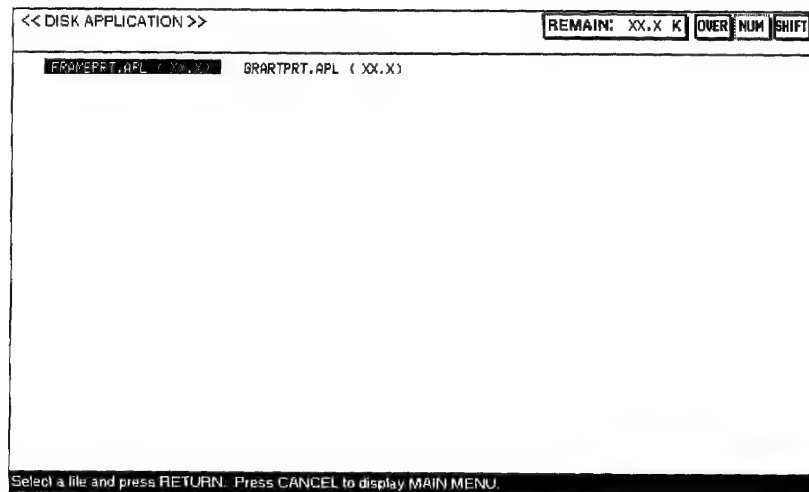 << DISK APPLICATION >> REMAIN: XX.X K OVER NUM SHIFT
FRAMEPRT.APL ( XX.X) GRARTPRT.APL ( XX.X)
Select a file and press RETURN. Press CANCEL to display MAIN MENU.